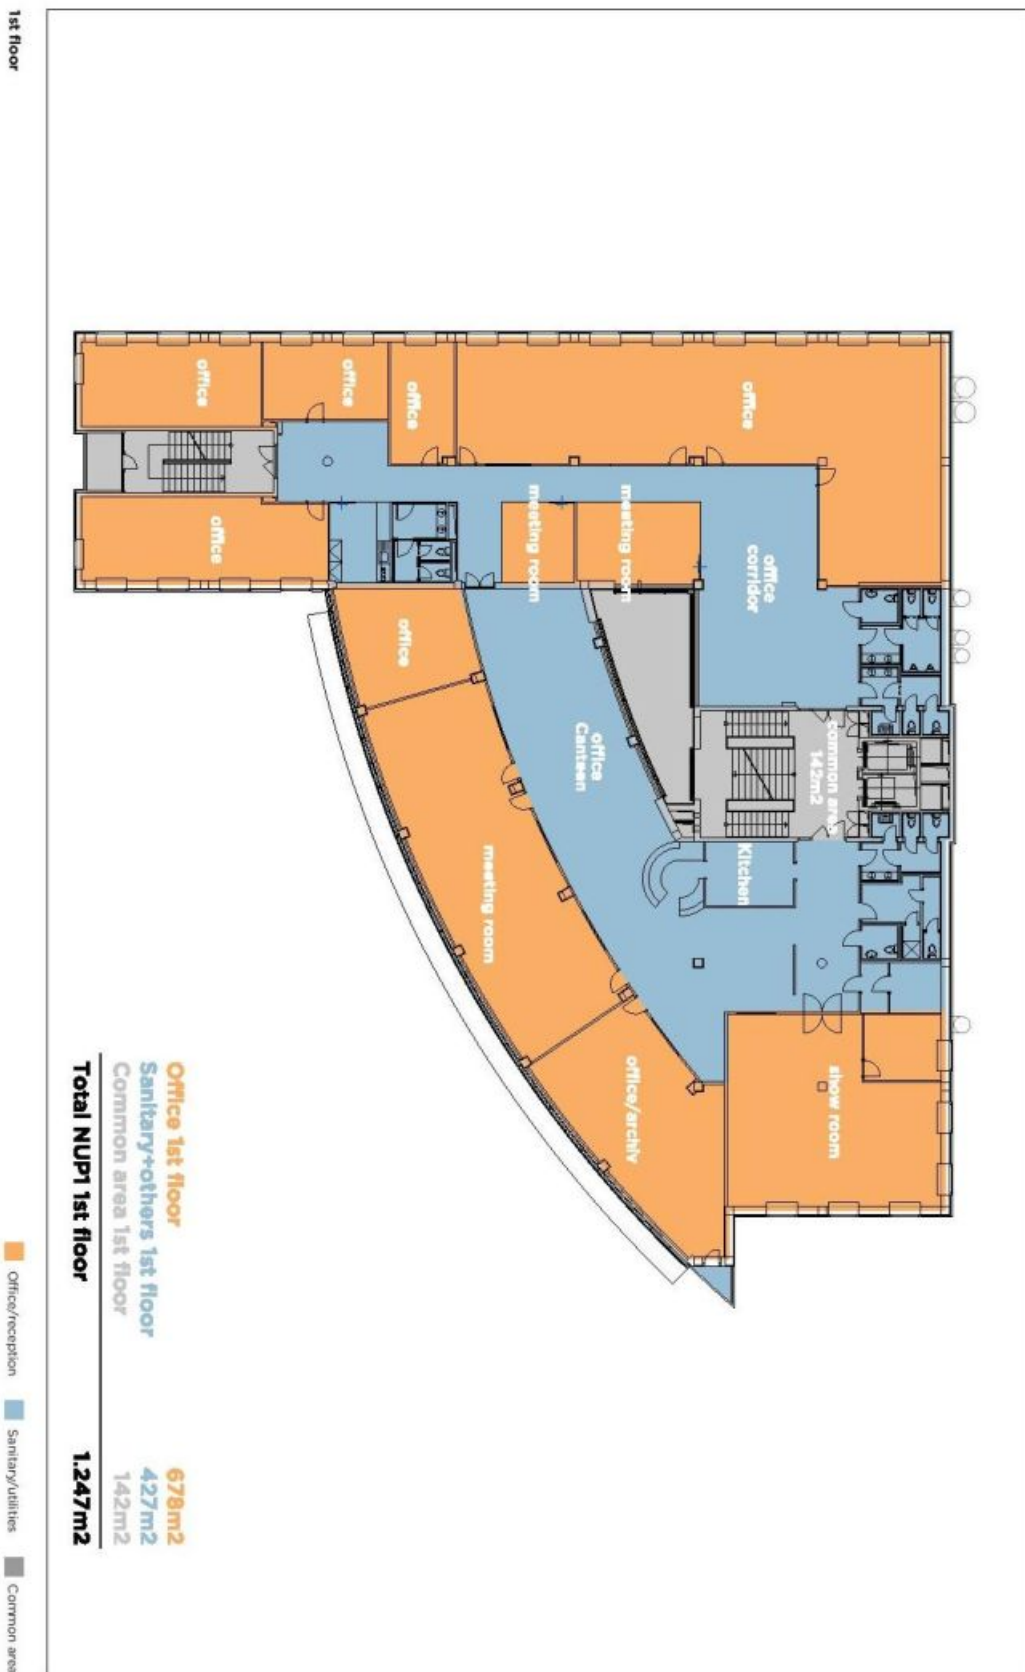 1st floor
office
office
office
office
office
meeting room
meeting room
office
corridor
office
office
Canteen
common area
142m2
Kitchen
meeting room
office/archiv
show room
Office 1st floor 678m2
Sanitary+others 1st floor 427m2
Common area 1st floor 142m2
Total NUP1 1st floor 1.247m2
Office/reception
Sanitary/utilities
Common area